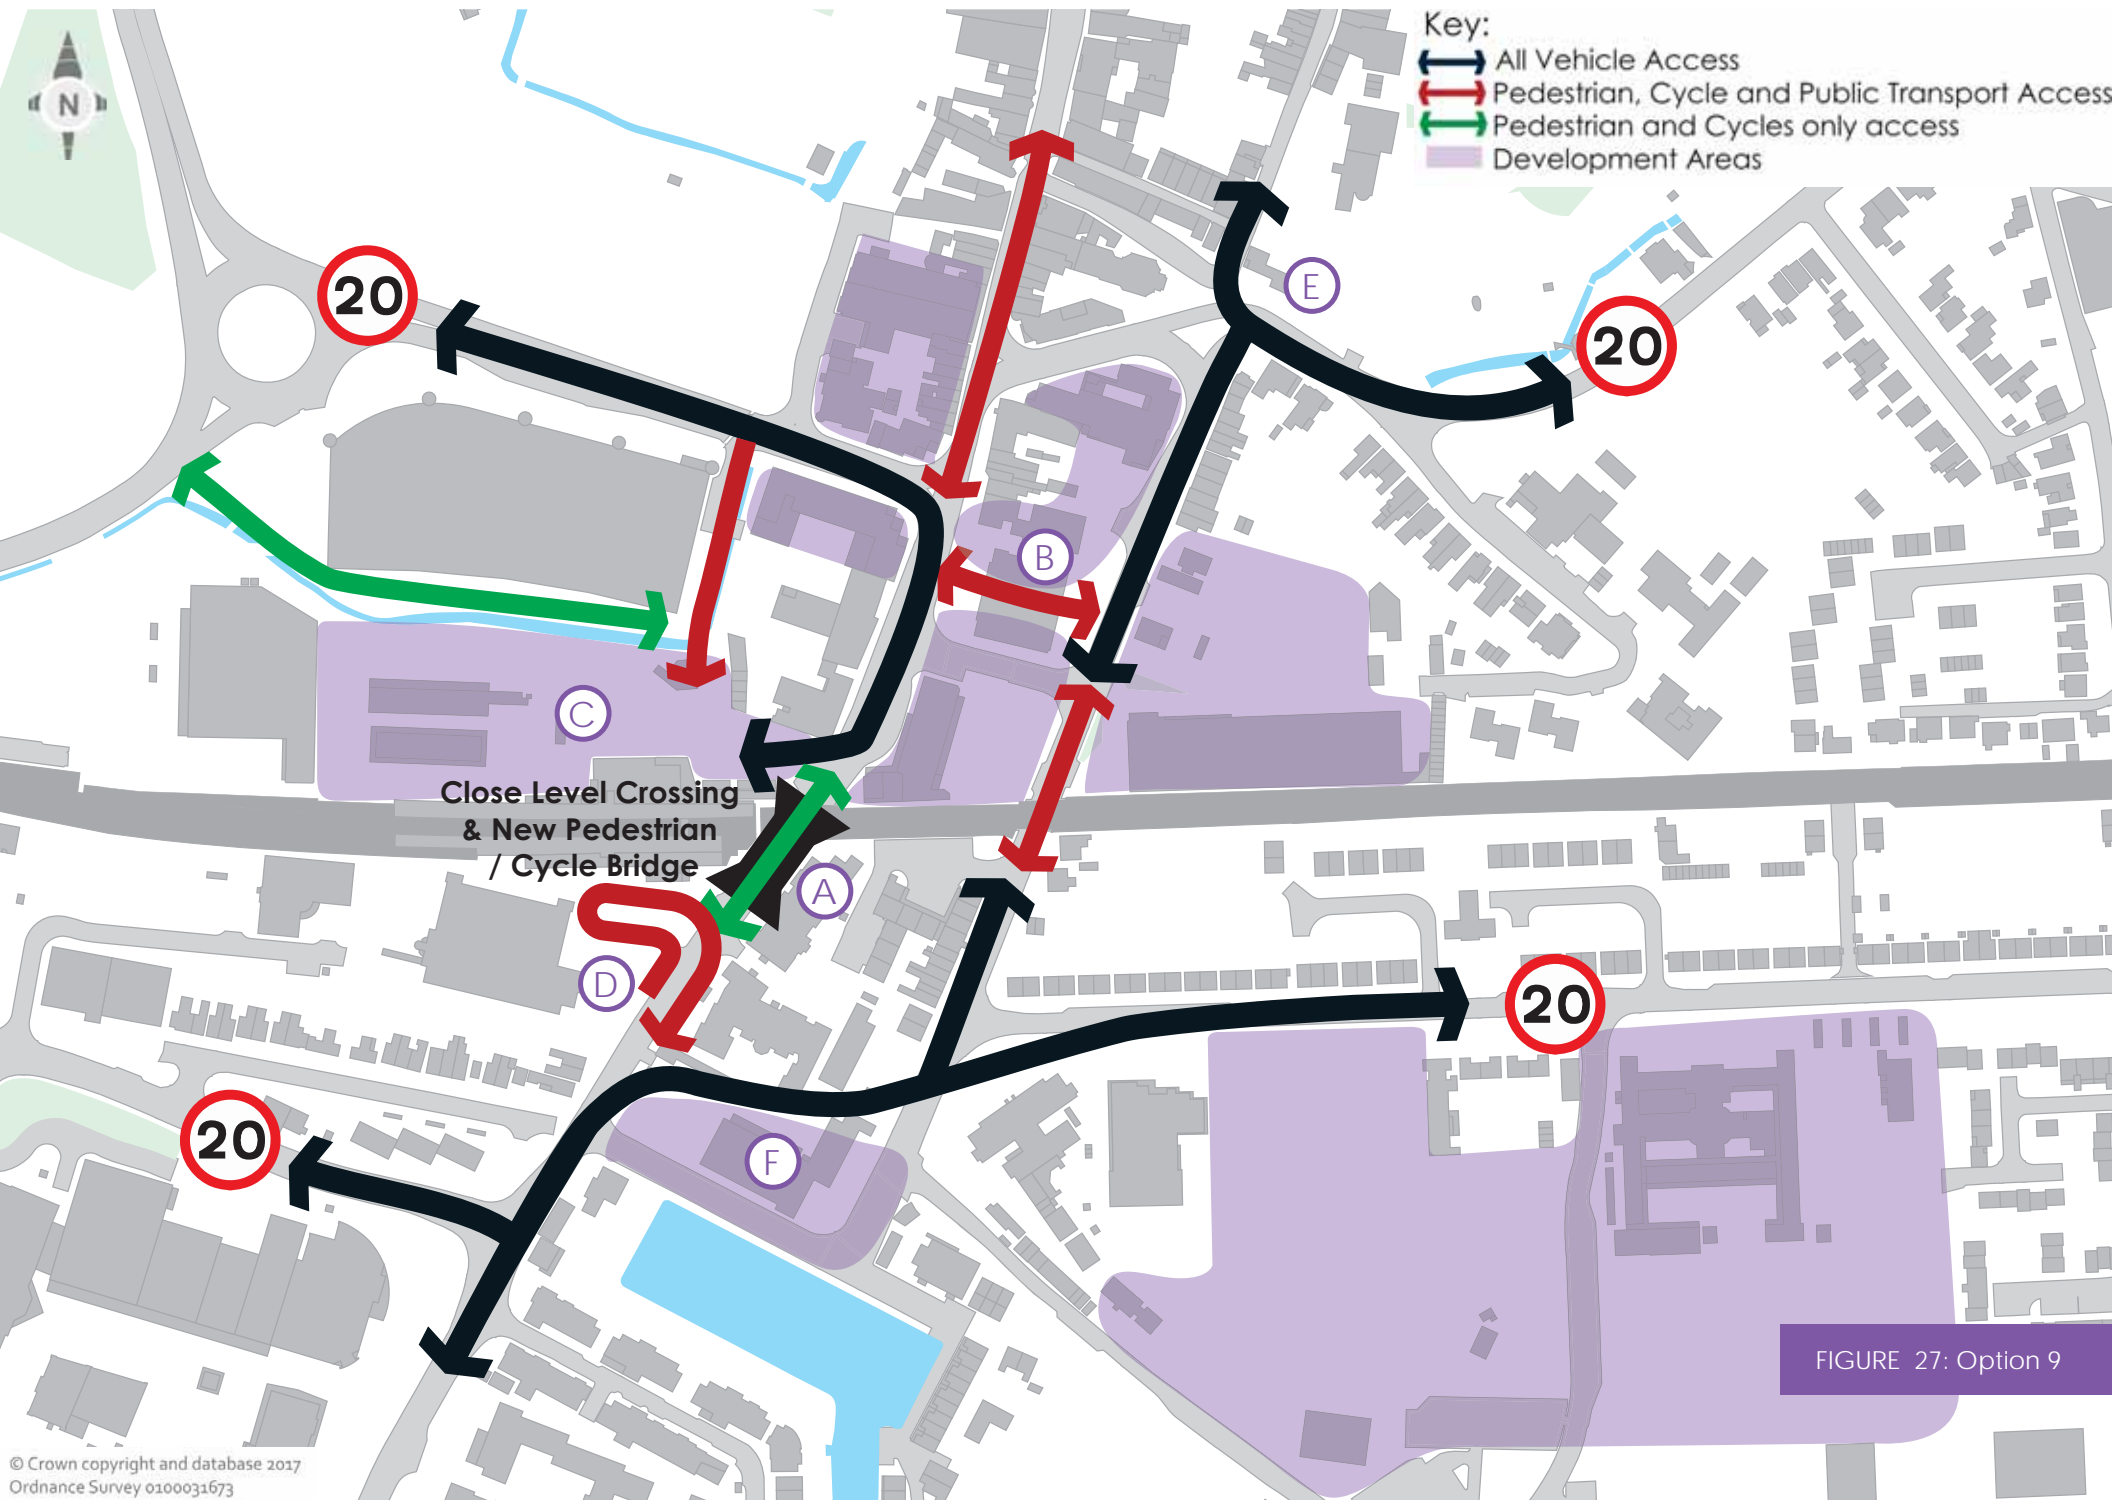 Key:
All Vehicle Access
Pedestrian, Cycle and Public Transport Access
Pedestrian and Cycles only access
Development Areas
N
20
E
20
B
C
Close Level Crossing
& New Pedestrian
/ Cycle Bridge
A
D
20
20
F
FIGURE 27: Option 9
© Crown copyright and database 2017
Ordnance Survey 0100031673